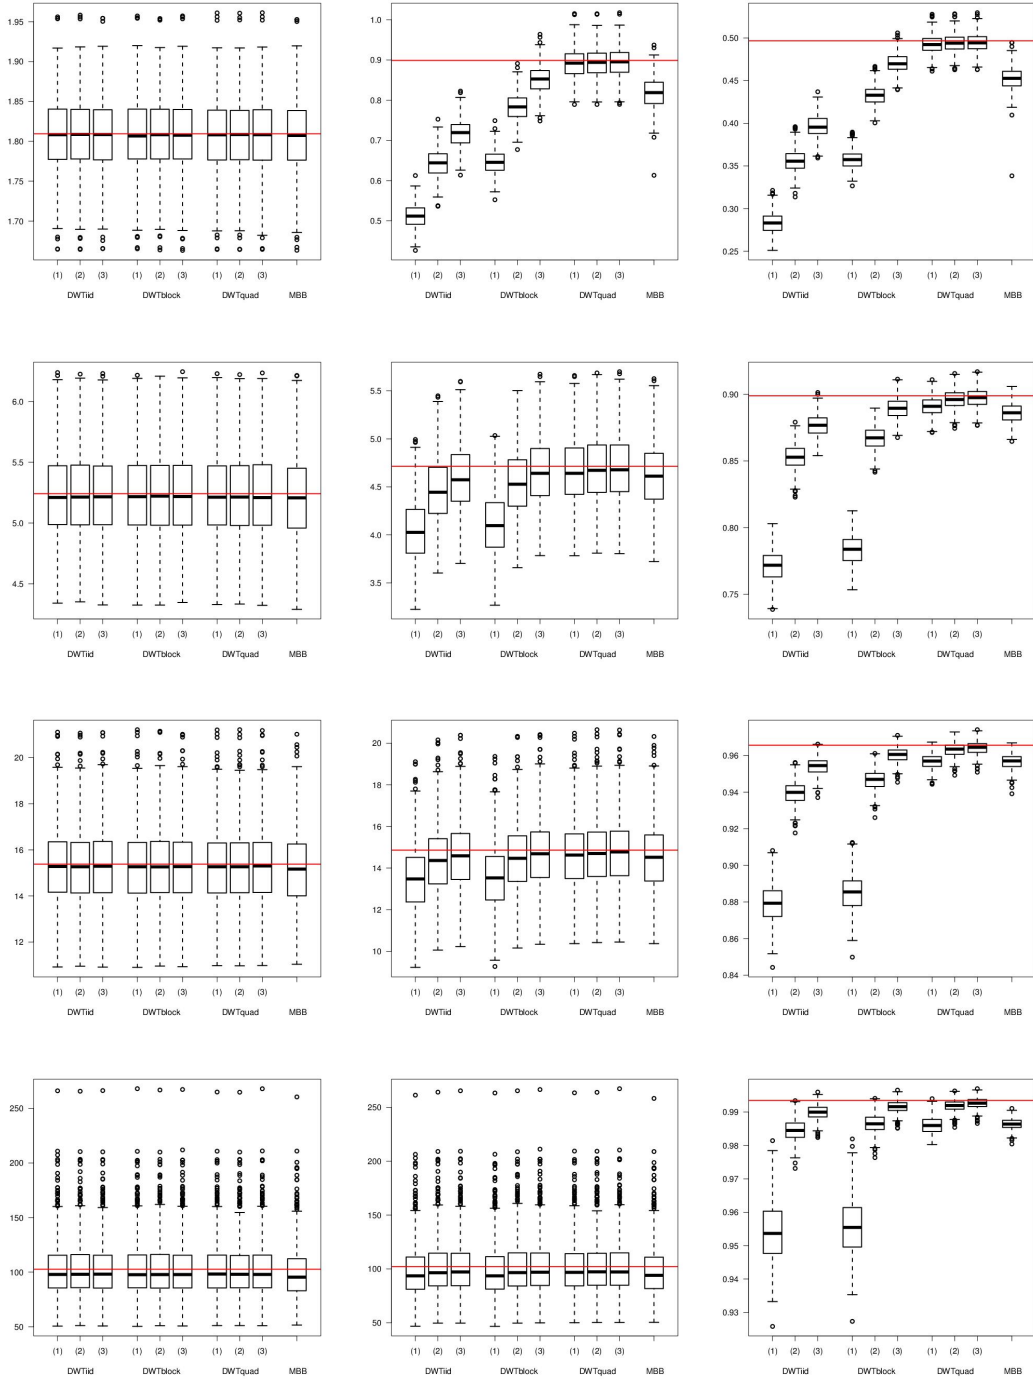 1.95
1.90
1.85
1.80
1.75
1.70
(1) (2) (3) (1) (2) (3) (1) (2) (3)
DWTiid DWTblock DWTquad MBB
1.0
0.9
0.8
0.7
0.6
0.5
(1) (2) (3) (1) (2) (3) (1) (2) (3)
DWTiid DWTblock DWTquad MBB
0.50
0.45
0.40
0.35
0.30
0.25
(1) (2) (3) (1) (2) (3) (1) (2) (3)
DWTiid DWTblock DWTquad MBB
6.0
5.5
5.0
4.5
(1) (2) (3) (1) (2) (3) (1) (2) (3)
DWTiid DWTblock DWTquad MBB
5.5
5.0
4.5
4.0
3.5
(1) (2) (3) (1) (2) (3) (1) (2) (3)
DWTiid DWTblock DWTquad MBB
0.90
0.85
0.80
0.75
(1) (2) (3) (1) (2) (3) (1) (2) (3)
DWTiid DWTblock DWTquad MBB
20
18
16
14
12
(1) (2) (3) (1) (2) (3) (1) (2) (3)
DWTiid DWTblock DWTquad MBB
20
18
16
14
12
10
(1) (2) (3) (1) (2) (3) (1) (2) (3)
DWTiid DWTblock DWTquad MBB
0.96
0.94
0.92
0.90
0.88
0.86
0.84
(1) (2) (3) (1) (2) (3) (1) (2) (3)
DWTiid DWTblock DWTquad MBB
250
200
150
100
50
(1) (2) (3) (1) (2) (3) (1) (2) (3)
DWTiid DWTblock DWTquad MBB
250
200
150
100
50
(1) (2) (3) (1) (2) (3) (1) (2) (3)
DWTiid DWTblock DWTquad MBB
0.99
0.98
0.97
0.96
0.95
0.94
0.93
(1) (2) (3) (1) (2) (3) (1) (2) (3)
DWTiid DWTblock DWTquad MBB